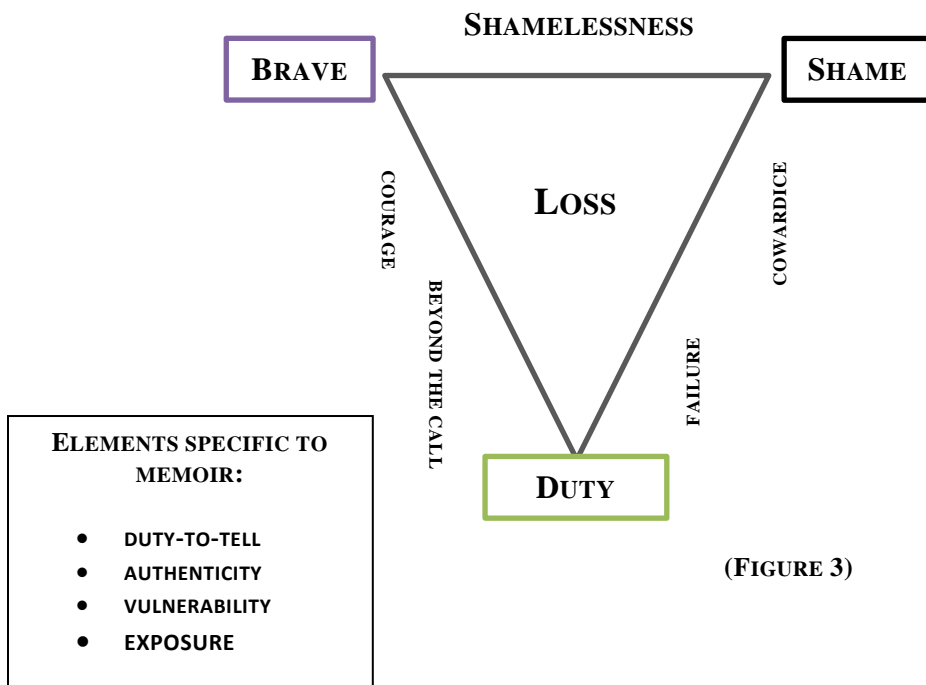 SHAMELESSNESS
BRAVE
SHAME
COURAGE
BEYOND THE CALL
LOSS
COWARDICE
FAILURE
DUTY
ELEMENTS SPECIFIC TO
MEMOIR:
• DUTY-TO-TELL
• AUTHENTICITY
• VULNERABILITY
• EXPOSURE
(FIGURE 3)